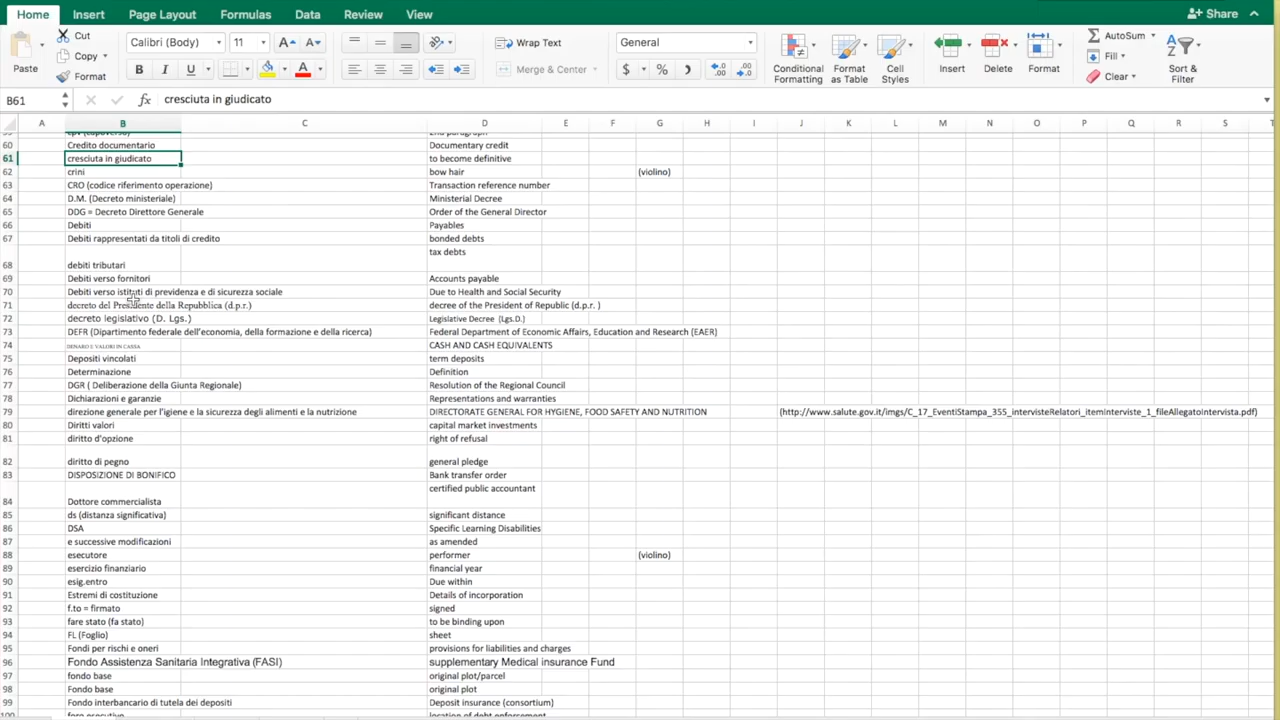 Home Insert Page Layout Formulas Data Review View Share
Paste Cut Copy Format
Calibri (Body) 11
B I U A
Wrap Text
Merge & Center
General
$ %
Conditional Formatting
Format as Table
Cell Styles
Insert Delete Format
AutoSum
Fill
Clear
Sort & Filter
B61 fx cresciuta in giudicato
A B C D E F G H I J K L M N O P Q R S T
59 cpv (capoverso) 2nd paragraph
60 Credito documentario Documentary credit
61 cresciuta in giudicato to become definitive
62 crini bow hair (violino)
63 CRO (codice riferimento operazione) Transaction reference number
64 D.M. (Decreto ministeriale) Ministerial Decree
65 DDG = Decreto Direttore Generale Order of the General Director
66 Debiti Payables
67 Debiti rappresentati da titoli di credito bonded debts
68 debiti tributari tax debts
69 Debiti verso fornitori Accounts payable
70 Debiti verso istituti di previdenza e di sicurezza sociale Due to Health and Social Security
71 decreto del Presidente della Repubblica (d.p.r.) decree of the President of Republic (d.p.r. )
72 decreto legislativo (D. Lgs.) Legislative Decree (Lgs.D.)
73 DEFR (Dipartimento federale dell'economia, della formazione e della ricerca) Federal Department of Economic Affairs, Education and Research (EAER)
74 DENARO E VALORI IN CASSA CASH AND CASH EQUIVALENTS
75 Depositi vincolati term deposits
76 Determinazione Definition
77 DGR ( Deliberazione della Giunta Regionale) Resolution of the Regional Council
78 Dichiarazioni e garanzie Representations and warranties
79 direzione generale per l'igiene e la sicurezza degli alimenti e la nutrizione DIRECTORATE GENERAL FOR HYGIENE, FOOD SAFETY AND NUTRITION (http://www.salute.gov.it/imgs/C_17_EventiStampa_355_intervisteRelatori_iteminterviste_1_fileAllegatoIntervista.pdf)
80 Diritti valori capital market investments
81 diritto d'opzione right of refusal
82 diritto di pegno general pledge
83 DISPOSIZIONE DI BONIFICO Bank transfer order
84 Dottore commercialista certified public accountant
85 ds (distanza significativa) significant distance
86 DSA Specific Learning Disabilities
87 e successive modificazioni as amended
88 esecutore performer (violino)
89 esercizio finanziario financial year
90 esig.entro Due within
91 Estremi di costituzione Details of incorporation
92 f.to = firmato signed
93 fare stato (fa stato) to be binding upon
94 FL (Foglio) sheet
95 Fondi per rischi e oneri provisions for liabilities and charges
96 Fondo Assistenza Sanitaria Integrativa (FASI) supplementary Medical insurance Fund
97 fondo base original plot/parcel
98 Fondo base original plot
99 Fondo interbancario di tutela dei depositi Deposit insurance (consortium)
100 foro esecutivo location of debt enforcement